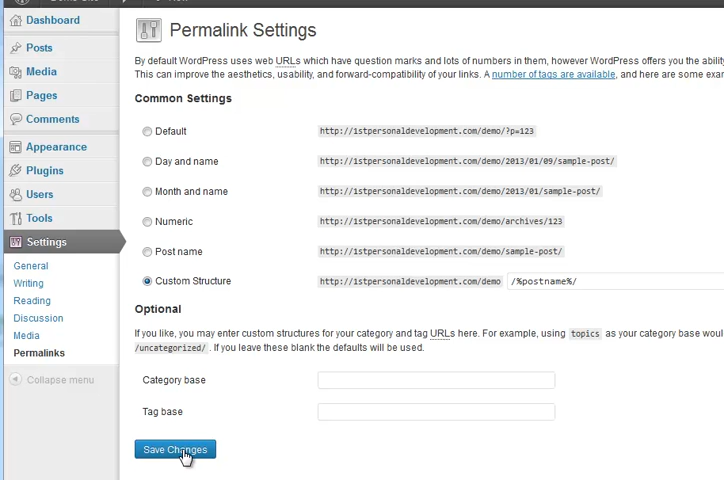 Dashboard
Posts
Media
Pages
Comments
Appearance
Plugins
Users
Tools
Settings
General
Writing
Reading
Discussion
Media
Permalinks
Collapse menu
Permalink Settings
By default WordPress uses web URLs which have question marks and lots of numbers in them, however WordPress offers you the ability
This can improve the aesthetics, usability, and forward-compatibility of your links. A number of tags are available, and here are some
Common Settings
Default http://1stpersonaldevelopment.com/demo/?p=123
Day and name http://1stpersonaldevelopment.com/demo/2013/01/09/sample-post/
Month and name http://1stpersonaldevelopment.com/demo/2013/01/sample-post/
Numeric http://1stpersonaldevelopment.com/demo/archives/123
Post name http://1stpersonaldevelopment.com/demo/sample-post/
Custom Structure http://1stpersonaldevelopment.com/demo /%postname%/
Optional
If you like, you may enter custom structures for your category and tag URLs here. For example, using topics as your category base
/uncategorized/ . If you leave these blank the defaults will be used.
Category base
Tag base
Save Changes